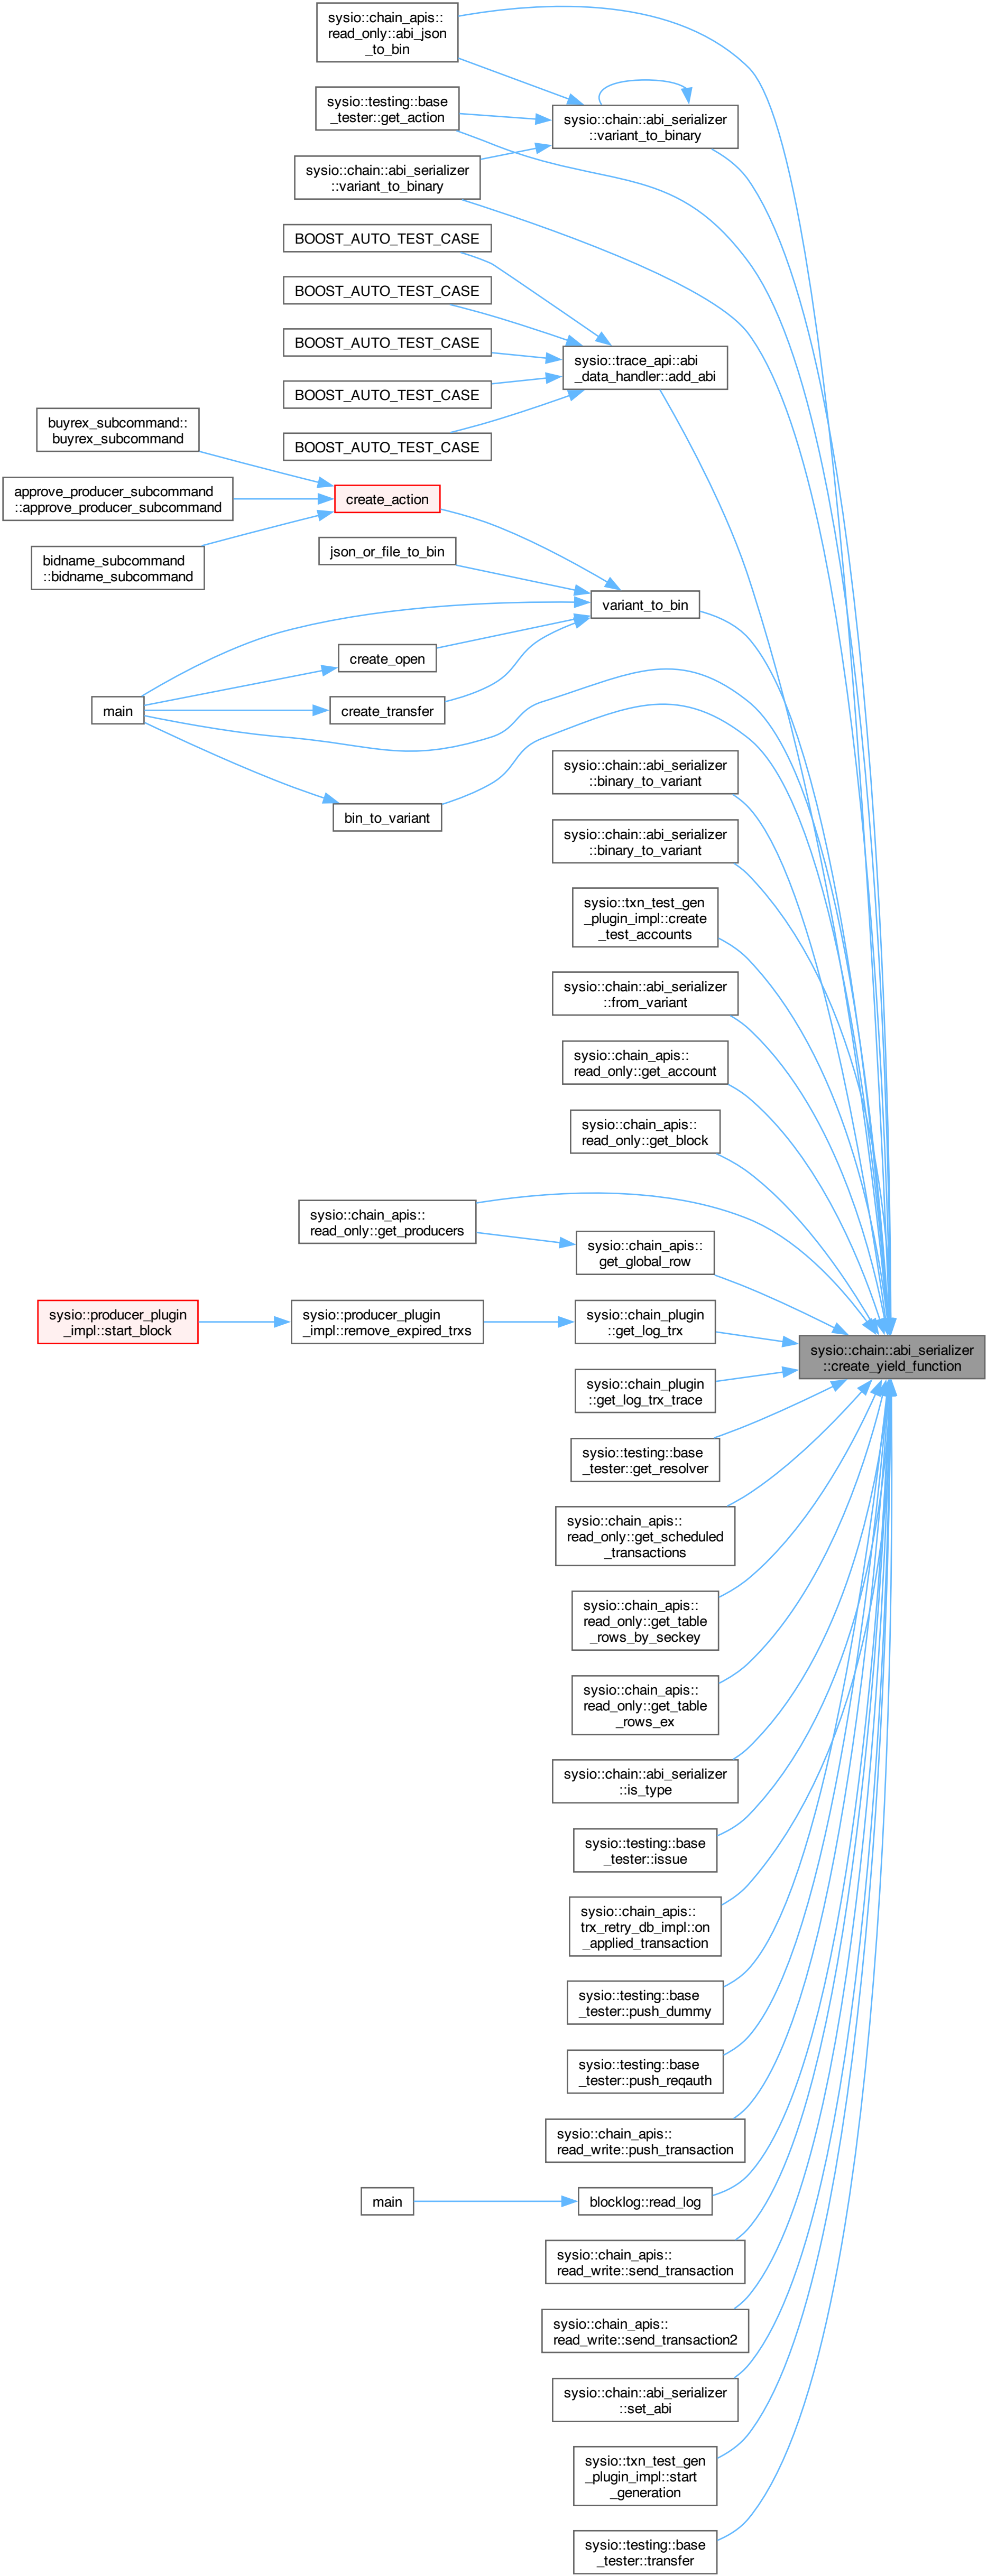 sysio::chain_apis::
read_only::abi_json
_to_bin
sysio::testing::base
_tester::get_action
sysio::chain::abi_serializer
::variant_to_binary
sysio::chain::abi_serializer
::variant_to_binary
BOOST_AUTO_TEST_CASE
BOOST_AUTO_TEST_CASE
BOOST_AUTO_TEST_CASE
BOOST_AUTO_TEST_CASE
BOOST_AUTO_TEST_CASE
sysio::trace_api::abi
_data_handler::add_abi
buyrex_subcommand::
buyrex_subcommand
approve_producer_subcommand
::approve_producer_subcommand
bidname_subcommand
::bidname_subcommand
create_action
json_or_file_to_bin
variant_to_bin
create_open
main
create_transfer
bin_to_variant
sysio::chain::abi_serializer
::binary_to_variant
sysio::chain::abi_serializer
::binary_to_variant
sysio::txn_test_gen
_plugin_impl::create
_test_accounts
sysio::chain::abi_serializer
::from_variant
sysio::chain_apis::
read_only::get_account
sysio::chain_apis::
read_only::get_block
sysio::chain_apis::
read_only::get_producers
sysio::chain_apis::
get_global_row
sysio::producer_plugin
_impl::start_block
sysio::producer_plugin
_impl::remove_expired_trxs
sysio::chain_plugin
::get_log_trx
sysio::chain::abi_serializer
::create_yield_function
sysio::chain_plugin
::get_log_trx_trace
sysio::testing::base
_tester::get_resolver
sysio::chain_apis::
read_only::get_scheduled
_transactions
sysio::chain_apis::
read_only::get_table
_rows_by_seckey
sysio::chain_apis::
read_only::get_table
_rows_ex
sysio::chain::abi_serializer
::is_type
sysio::testing::base
_tester::issue
sysio::chain_apis::
trx_retry_db_impl::on
_applied_transaction
sysio::testing::base
_tester::push_dummy
sysio::testing::base
_tester::push_reqauth
sysio::chain_apis::
read_write::push_transaction
main
blocklog::read_log
sysio::chain_apis::
read_write::send_transaction
sysio::chain_apis::
read_write::send_transaction2
sysio::chain::abi_serializer
::set_abi
sysio::txn_test_gen
_plugin_impl::start
_generation
sysio::testing::base
_tester::transfer